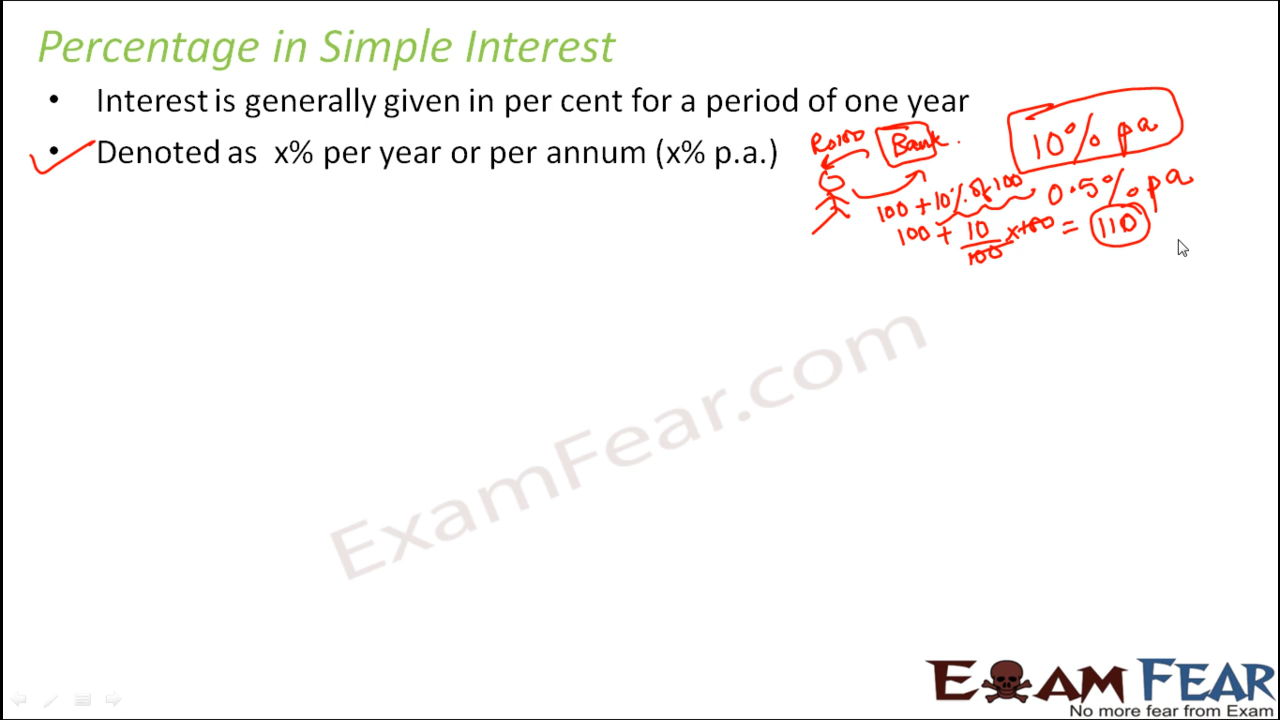 Percentage in Simple Interest
• Interest is generally given in per cent for a period of one year
• Denoted as x% per year or per annum (x% p.a.)
10% pa
Rs100
Bank
100 + 10% of 100
0.5% pa
100 + 10/100 x100 = 110
ExamFear.com
EXAM FEAR
No more fear from Exam